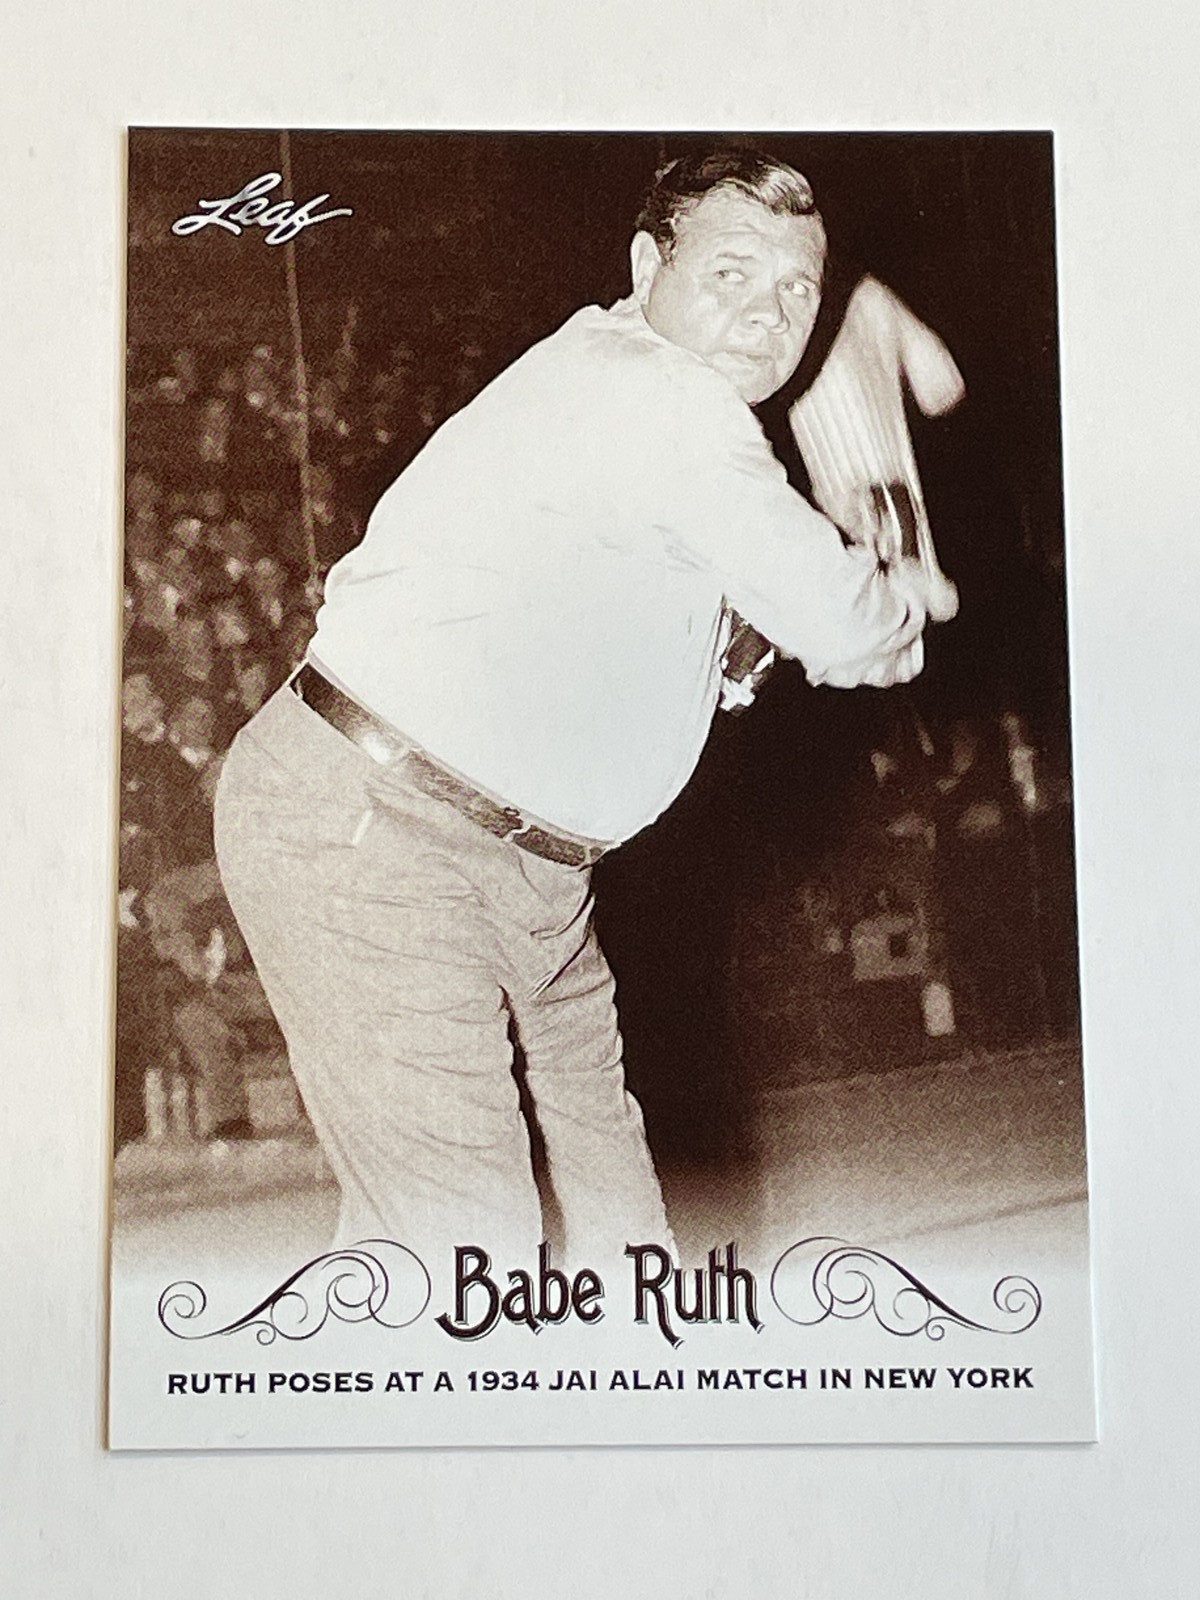 Leaf
Babe Ruth
RUTH POSES AT A 1934 JAI ALAI MATCH IN NEW YORK